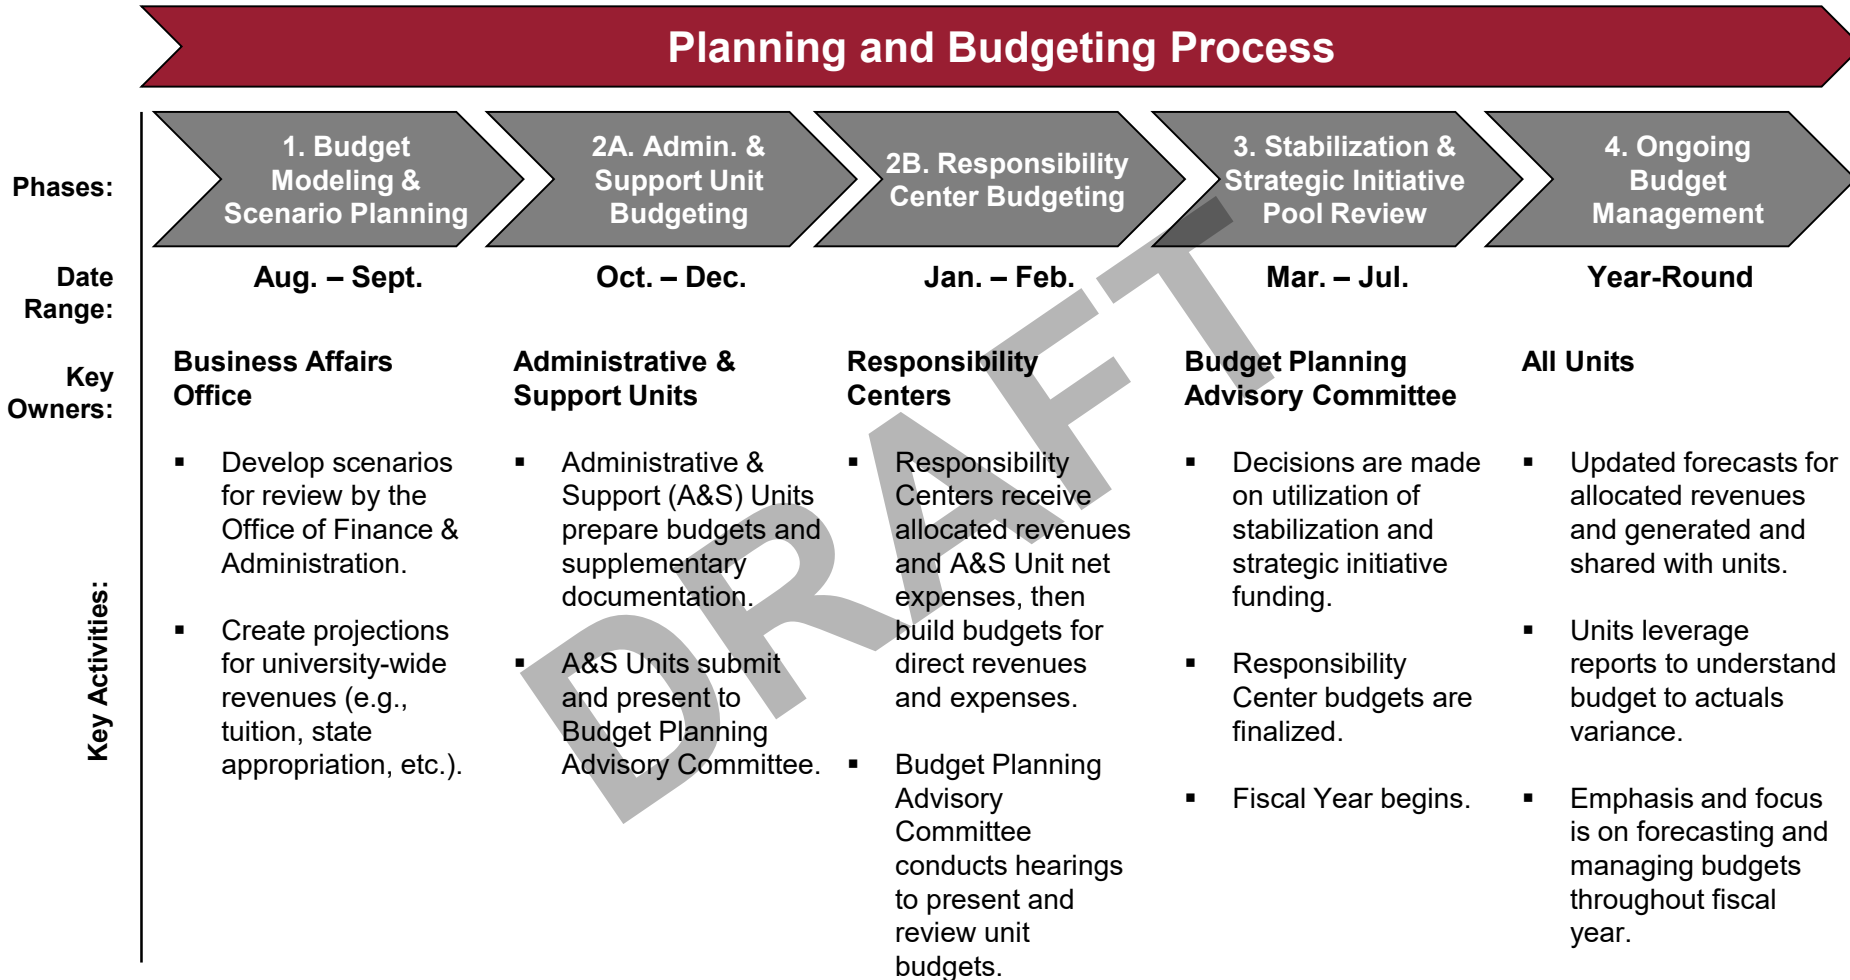 Planning and Budgeting Process
Phases:
1. Budget
Modeling &
Scenario Planning
2A. Admin. &
Support Unit
Budgeting
2B. Responsibility
Center Budgeting
3. Stabilization &
Strategic Initiative
Pool Review
4. Ongoing
Budget
Management
Date
Range:
Aug. – Sept.
Oct. – Dec.
Jan. – Feb.
Mar. – Jul.
Year-Round
Key
Owners:
Business Affairs
Office
Administrative &
Support Units
Responsibility
Centers
Budget Planning
Advisory Committee
All Units
Key Activities:
▪ Develop scenarios
for review by the
Office of Finance &
Administration.
▪ Create projections
for university-wide
revenues (e.g.,
tuition, state
appropriation, etc.).
▪ Administrative &
Support (A&S) Units
prepare budgets and
supplementary
documentation.
▪ A&S Units submit
and present to
Budget Planning
Advisory Committee.
▪ Responsibility
Centers receive
allocated revenues
and A&S Unit net
expenses, then
build budgets for
direct revenues
and expenses.
▪ Budget Planning
Advisory
Committee
conducts hearings
to present and
review unit
budgets.
▪ Decisions are made
on utilization of
stabilization and
strategic initiative
funding.
▪ Responsibility
Center budgets are
finalized.
▪ Fiscal Year begins.
▪ Updated forecasts for
allocated revenues
and generated and
shared with units.
▪ Units leverage
reports to understand
budget to actuals
variance.
▪ Emphasis and focus
is on forecasting and
managing budgets
throughout fiscal
year.
DRAFT